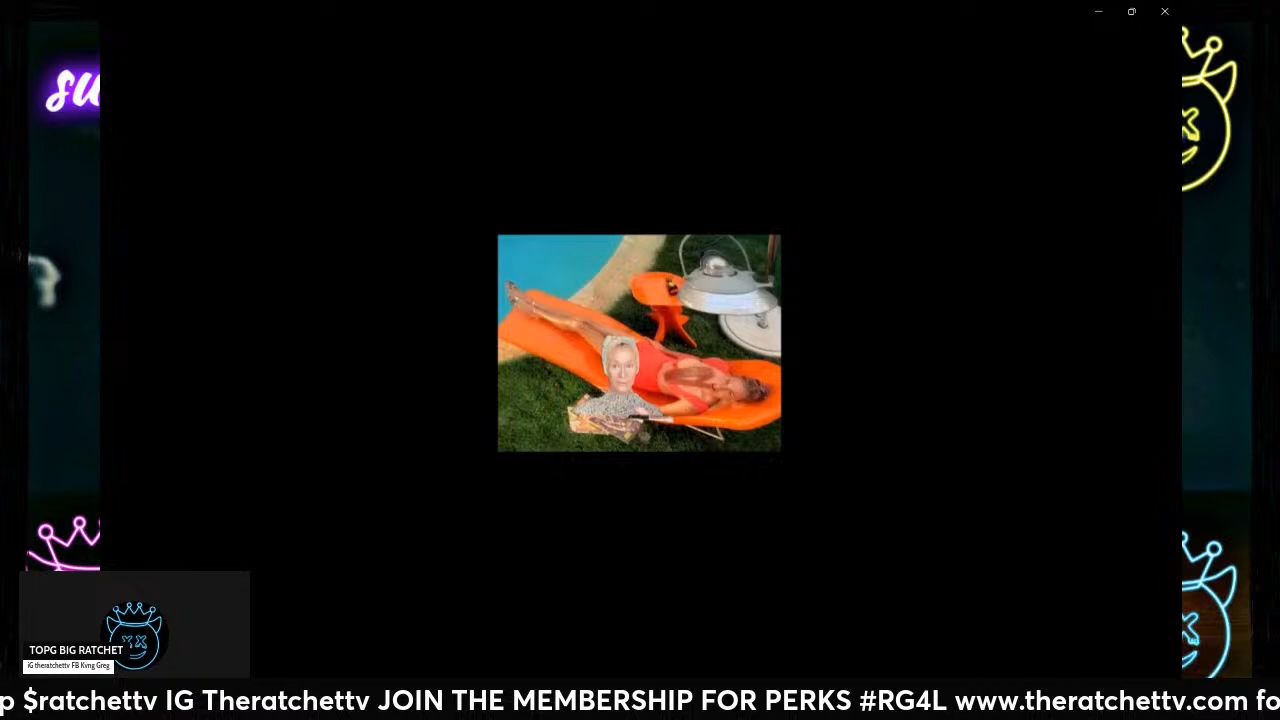 su
TOPG BIG RATCHET
iG theratchettv FB Kvng Greg
p $ratchettv IG Theratchettv JOIN THE MEMBERSHIP FOR PERKS #RG4L www.theratchettv.com fo